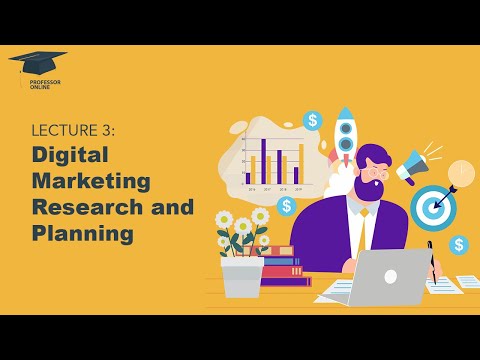 PROFESSOR
ONLINE
LECTURE 3:
Digital
Marketing
Research and
Planning
$
$
$
$